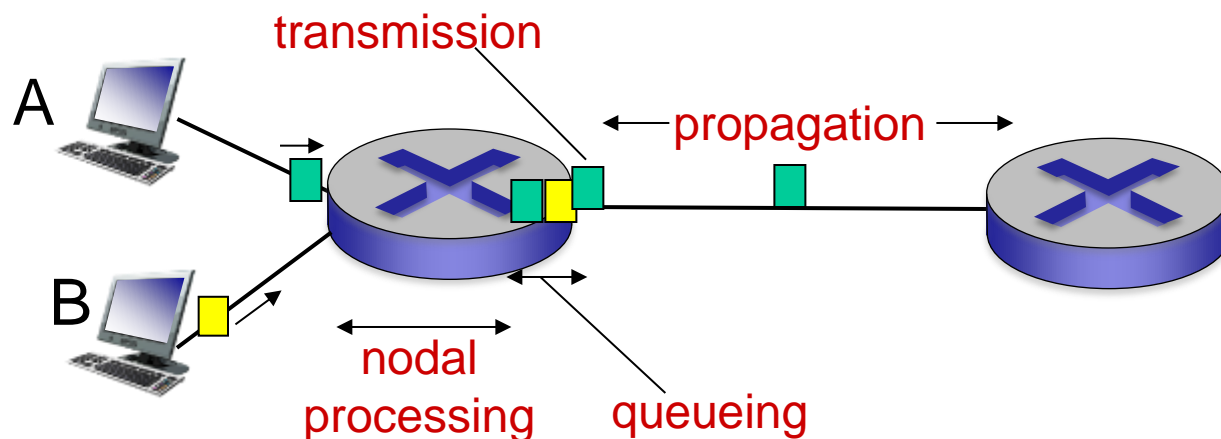 transmission
A
propagation
B
nodal
processing
queueing